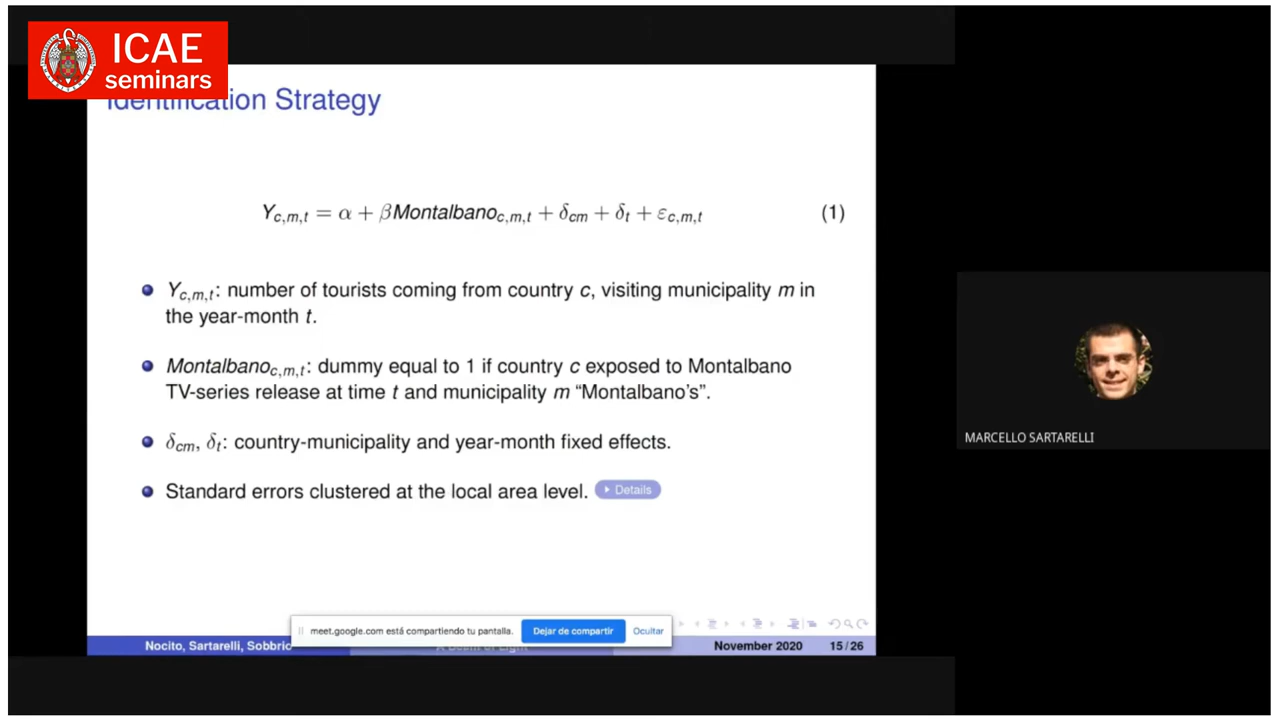 ICAE
seminars
Identification Strategy
Y_{c,m,t} = α + βMontalbano_{c,m,t} + δ_{cm} + δ_t + ε_{c,m,t} (1)
Y_{c,m,t}: number of tourists coming from country c, visiting municipality m in
the year-month t.
Montalbano_{c,m,t}: dummy equal to 1 if country c exposed to Montalbano
TV-series release at time t and municipality m “Montalbano’s”.
δ_{cm}, δ_t: country-municipality and year-month fixed effects.
Standard errors clustered at the local area level. Details
MARCELLO SARTARELLI
meet.google.com está compartiendo tu pantalla. Dejar de compartir Ocultar
Nocito, Sartarelli, Sobbrio A Beam of Light November 2020 15 / 26